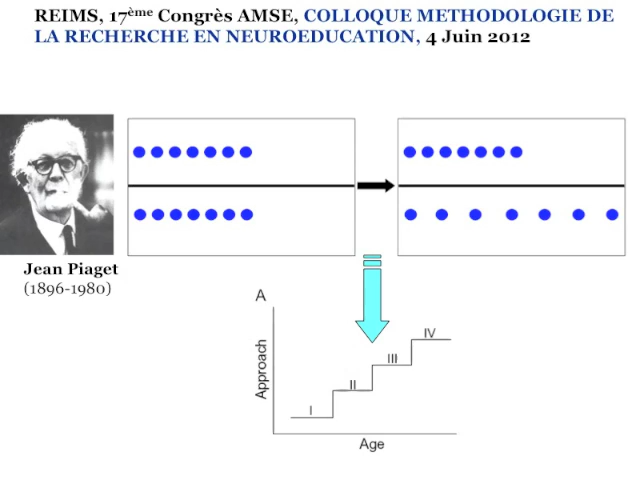 REIMS, 17ème Congrès AMSE, COLLOQUE METHODOLOGIE DE
LA RECHERCHE EN NEUROEDUCATION, 4 Juin 2012
Jean Piaget
(1896-1980)
A
Approach
I
II
III
IV
Age